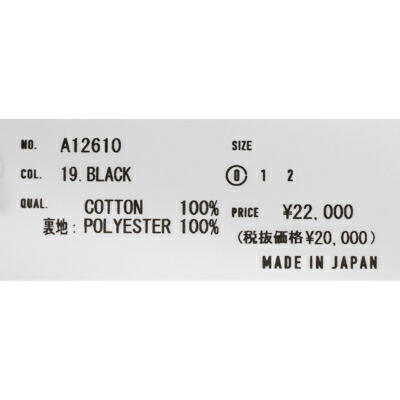 NO. A12610 SIZE
COL. 19. BLACK 0 1 2
QUAL. COTTON 100% PRICE ¥22,000
裏地：POLYESTER 100% (税抜価格¥20,000)
MADE IN JAPAN